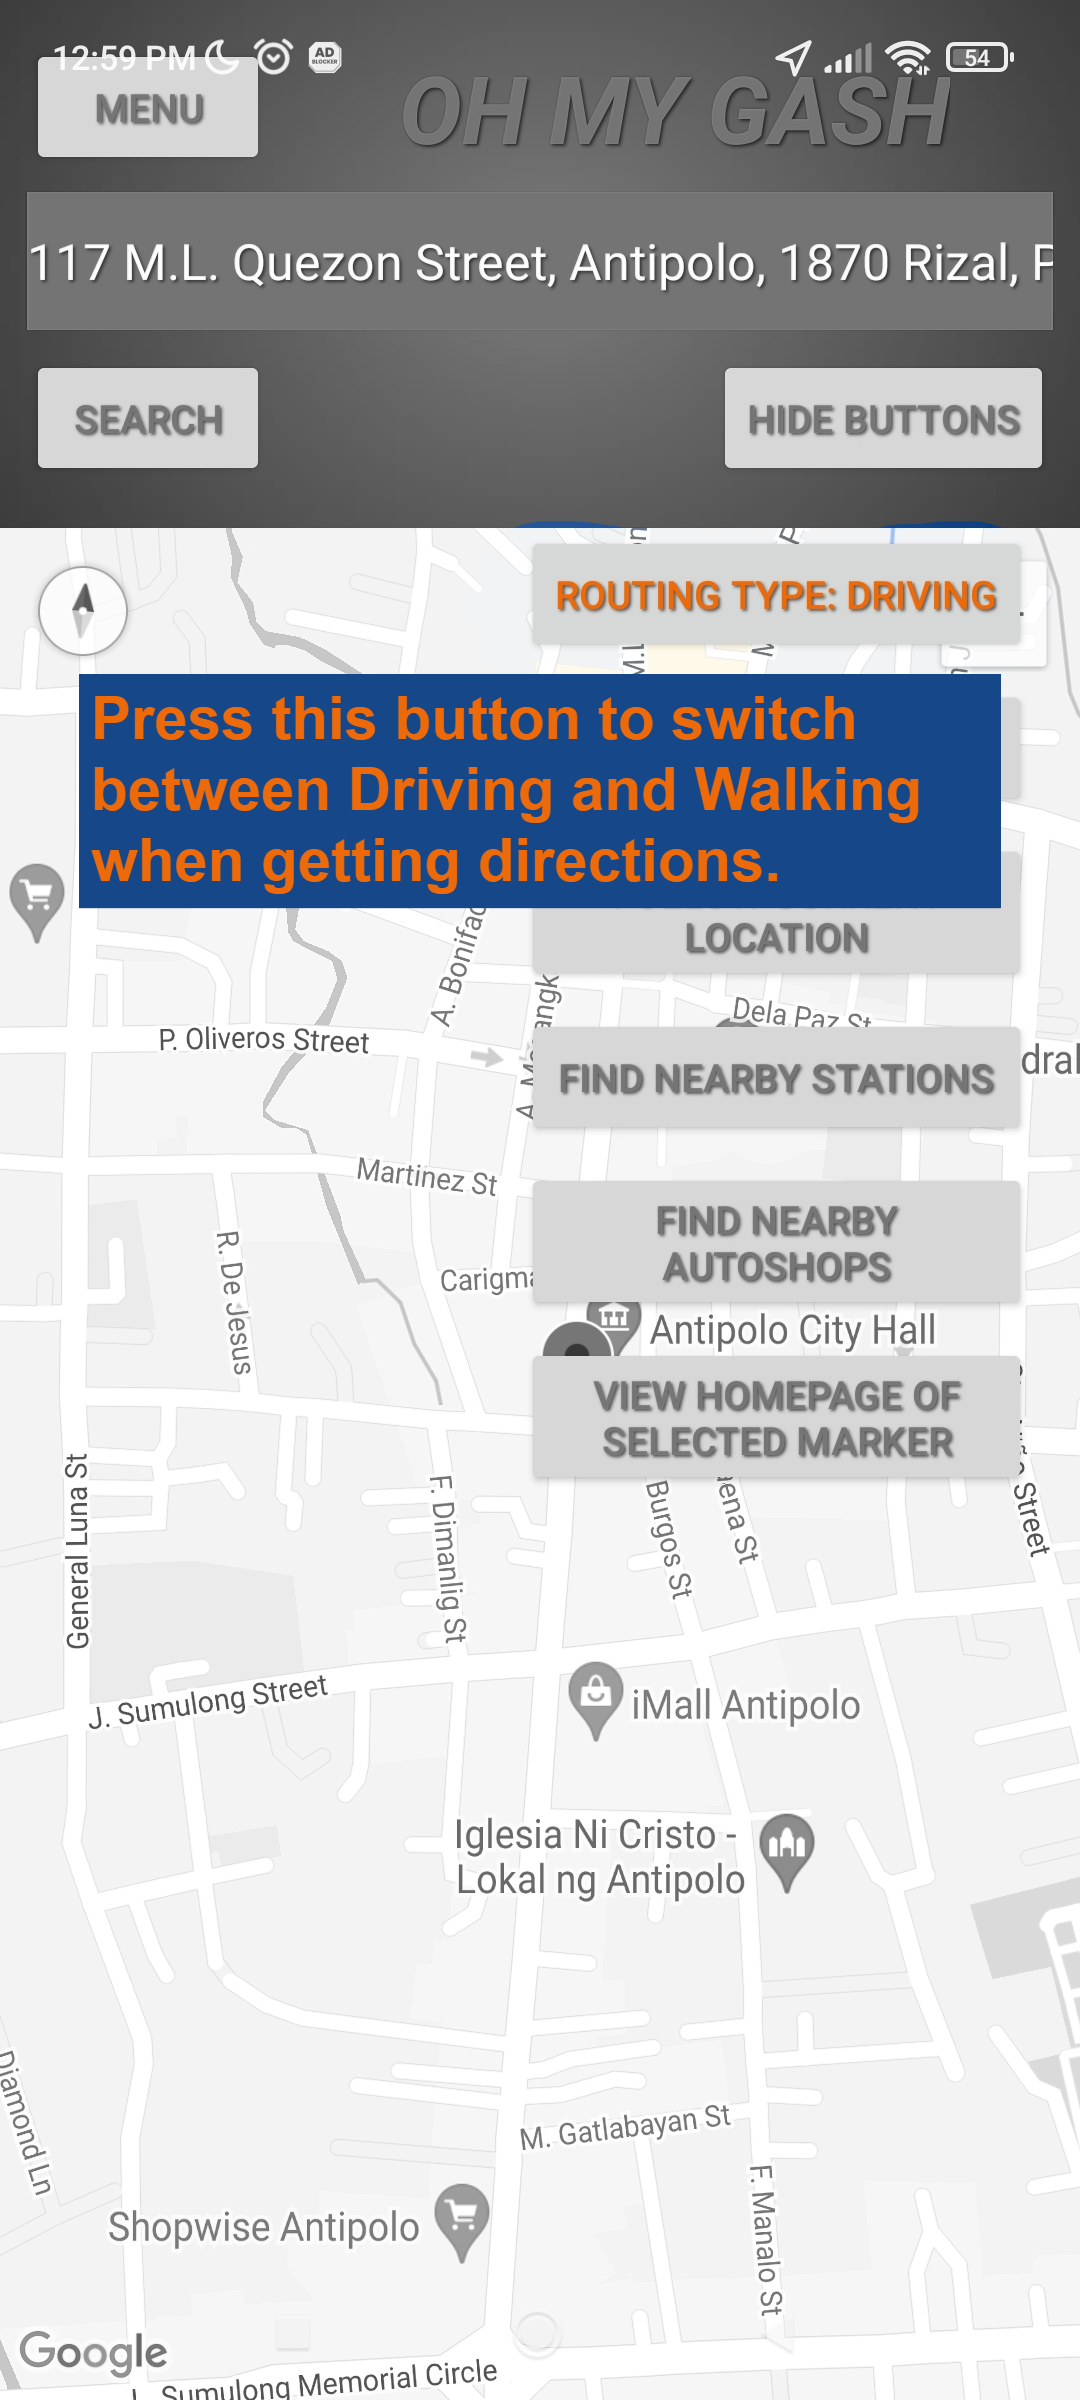 12:59 PM
AD
BLOCKER
54
MENU
OH MY GASH
117 M.L. Quezon Street, Antipolo, 1870 Rizal, P
SEARCH
HIDE BUTTONS
ROUTING TYPE: DRIVING
Press this button to switch
between Driving and Walking
when getting directions.
LOCATION
A. Bonifac
Dela Paz St
P. Oliveros Street
dral
FIND NEARBY STATIONS
Martinez St
FIND NEARBY
AUTOSHOPS
R. De Jesus
Carigma
Antipolo City Hall
VIEW HOMEPAGE OF
SELECTED MARKER
General Luna St
F. Dimanlig St
Burgos St
ena St
Street
J. Sumulong Street
iMall Antipolo
Iglesia Ni Cristo -
Lokal ng Antipolo
Diamond Ln
M. Gatlabayan St
F. Manalo St
Shopwise Antipolo
Google
L. Sumulong Memorial Circle